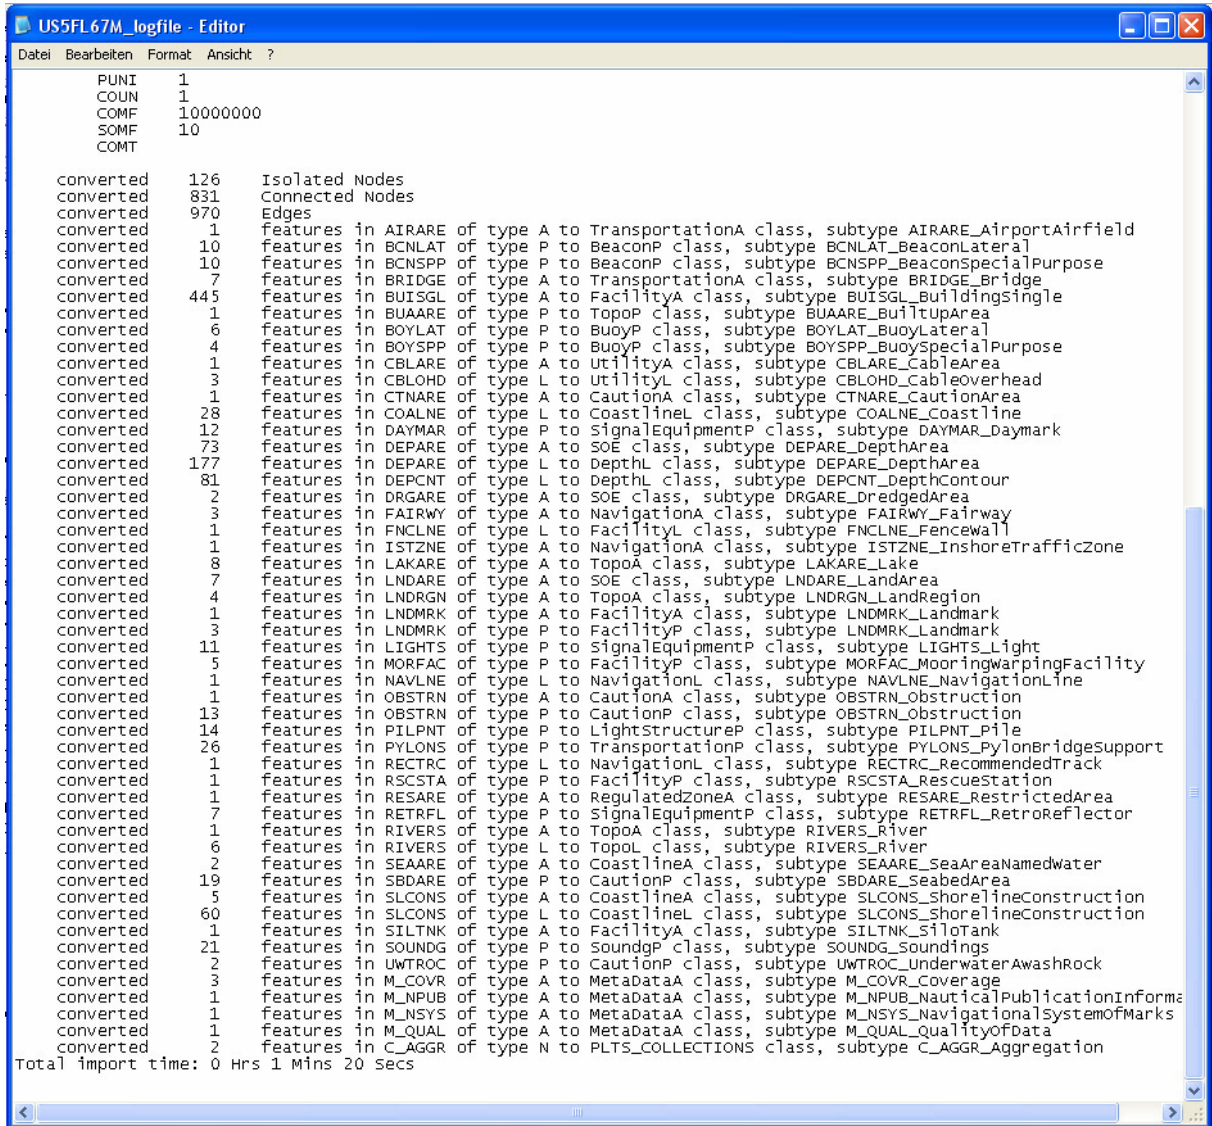 US5FL67M_logfile - Editor
Datei Bearbeiten Format Ansicht ?
PUNI 1
COUN 1
COMF 10000000
SOMF 10
COMT
converted 126 Isolated Nodes
converted 831 Connected Nodes
converted 970 Edges
converted 1 features in AIRARE of type A to TransportationA class, subtype AIRARE_AirportAirfield
converted 10 features in BCNLAT of type P to BeaconP class, subtype BCNLAT_BeaconLateral
converted 10 features in BCNSPP of type P to BeaconP class, subtype BCNSPP_BeaconSpecialPurpose
converted 7 features in BRIDGE of type A to TransportationA class, subtype BRIDGE_Bridge
converted 445 features in BUISGL of type A to FacilityA class, subtype BUISGL_BuildingSingle
converted 1 features in BUAARE of type P to TopoP class, subtype BUAARE_BuiltUpArea
converted 6 features in BOYLAT of type P to BuoyP class, subtype BOYLAT_BuoyLateral
converted 4 features in BOYSPP of type P to BuoyP class, subtype BOYSPP_BuoySpecialPurpose
converted 1 features in CBLARE of type A to UtilityA class, subtype CBLARE_CableArea
converted 3 features in CBLOHD of type L to UtilityL class, subtype CBLOHD_CableOverhead
converted 1 features in CTNARE of type A to CautionA class, subtype CTNARE_CautionArea
converted 28 features in COALNE of type L to CoastlineL class, subtype COALNE_Coastline
converted 12 features in DAYMAR of type P to SignalEquipmentP class, subtype DAYMAR_Daymark
converted 73 features in DEPARE of type A to SOE class, subtype DEPARE_DepthArea
converted 177 features in DEPARE of type L to DepthL class, subtype DEPARE_DepthArea
converted 81 features in DEPCNT of type L to DepthL class, subtype DEPCNT_DepthContour
converted 2 features in DRGARE of type A to SOE class, subtype DRGARE_DredgedArea
converted 3 features in FAIRWY of type A to NavigationA class, subtype FAIRWY_Fairway
converted 1 features in FNCLNE of type L to FacilityL class, subtype FNCLNE_FenceWall
converted 1 features in ISTZNE of type A to NavigationA class, subtype ISTZNE_InshoreTrafficZone
converted 8 features in LAKARE of type A to TopoA class, subtype LAKARE_Lake
converted 7 features in LNDARE of type A to SOE class, subtype LNDARE_LandArea
converted 4 features in LNDRGN of type A to TopoA class, subtype LNDRGN_LandRegion
converted 1 features in LNDMRK of type A to FacilityA class, subtype LNDMRK_Landmark
converted 3 features in LNDMRK of type P to FacilityP class, subtype LNDMRK_Landmark
converted 11 features in LIGHTS of type P to SignalEquipmentP class, subtype LIGHTS_Light
converted 5 features in MORFAC of type P to FacilityP class, subtype MORFAC_MooringWarpingFacility
converted 1 features in NAVLNE of type L to NavigationL class, subtype NAVLNE_NavigationLine
converted 1 features in OBSTRN of type A to CautionA class, subtype OBSTRN_Obstruction
converted 13 features in OBSTRN of type P to CautionP class, subtype OBSTRN_Obstruction
converted 14 features in PILPNT of type P to LightStructureP class, subtype PILPNT_Pile
converted 26 features in PYLONS of type P to TransportationP class, subtype PYLONS_PylonBridgeSupport
converted 1 features in RECTRC of type L to NavigationL class, subtype RECTRC_RecommendedTrack
converted 1 features in RSCSTA of type P to FacilityP class, subtype RSCSTA_RescueStation
converted 1 features in RESARE of type A to RegulatedZoneA class, subtype RESARE_RestrictedArea
converted 7 features in RETRFL of type P to SignalEquipmentP class, subtype RETRFL_RetroReflector
converted 1 features in RIVERS of type A to TopoA class, subtype RIVERS_River
converted 6 features in RIVERS of type L to TopoL class, subtype RIVERS_River
converted 2 features in SEAARE of type A to CoastlineA class, subtype SEAARE_SeaAreaNamedWater
converted 19 features in SBDARE of type P to CautionP class, subtype SBDARE_SeabedArea
converted 5 features in SLCONS of type A to CoastlineA class, subtype SLCONS_ShorelineConstruction
converted 60 features in SLCONS of type L to CoastlineL class, subtype SLCONS_ShorelineConstruction
converted 1 features in SILTNK of type A to FacilityA class, subtype SILTNK_SiloTank
converted 21 features in SOUNDG of type P to SoundgP class, subtype SOUNDG_Soundings
converted 2 features in UWTROC of type P to CautionP class, subtype UWTROC_UnderwaterAwashRock
converted 3 features in M_COVR of type A to MetaDataA class, subtype M_COVR_Coverage
converted 1 features in M_NPUB of type A to MetaDataA class, subtype M_NPUB_NauticalPublicationInforma
converted 1 features in M_NSYS of type A to MetaDataA class, subtype M_NSYS_NavigationalSystemOfMarks
converted 1 features in M_QUAL of type A to MetaDataA class, subtype M_QUAL_QualityOfData
converted 2 features in C_AGGR of type N to PLTS_COLLECTIONS class, subtype C_AGGR_Aggregation
Total import time: 0 Hrs 1 Mins 20 Secs